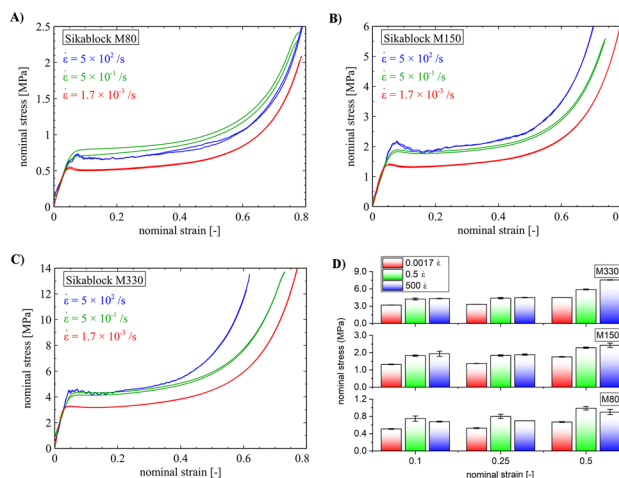 A)
Sikablock M80
ε̇ = 5 × 10² /s
ε̇ = 5 × 10⁻¹ /s
ε̇ = 1.7 × 10⁻³ /s
nominal stress [MPa]
2.5
2
1.5
1
0.5
0
0 0.2 0.4 0.6 0.8
nominal strain [-]
B)
Sikablock M150
ε̇ = 5 × 10² /s
ε̇ = 5 × 10⁻¹ /s
ε̇ = 1.7 × 10⁻³ /s
nominal stress [MPa]
6
5
4
3
2
1
0
0 0.2 0.4 0.6 0.8
nominal strain [-]
C)
Sikablock M330
ε̇ = 5 × 10² /s
ε̇ = 5 × 10⁻¹ /s
ε̇ = 1.7 × 10⁻³ /s
nominal stress [MPa]
14
12
10
8
6
4
2
0
0 0.2 0.4 0.6 0.8
nominal strain [-]
D)
0.0017 ε̇
0.5 ε̇
500 ε̇
M330
9.0
6.0
3.0
0.0
M150
2.0
1.0
0.0
M80
1.2
0.8
0.4
0.0
nominal stress (MPa)
0.1 0.25 0.5
nominal strain [-]